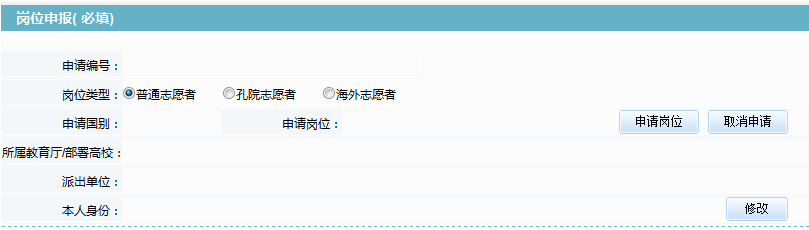 岗位申报( 必填)
申请编号：
岗位类型： 普通志愿者 孔院志愿者 海外志愿者
申请国别： 申请岗位： 申请岗位 取消申请
所属教育厅/部署高校：
派出单位：
本人身份： 修改